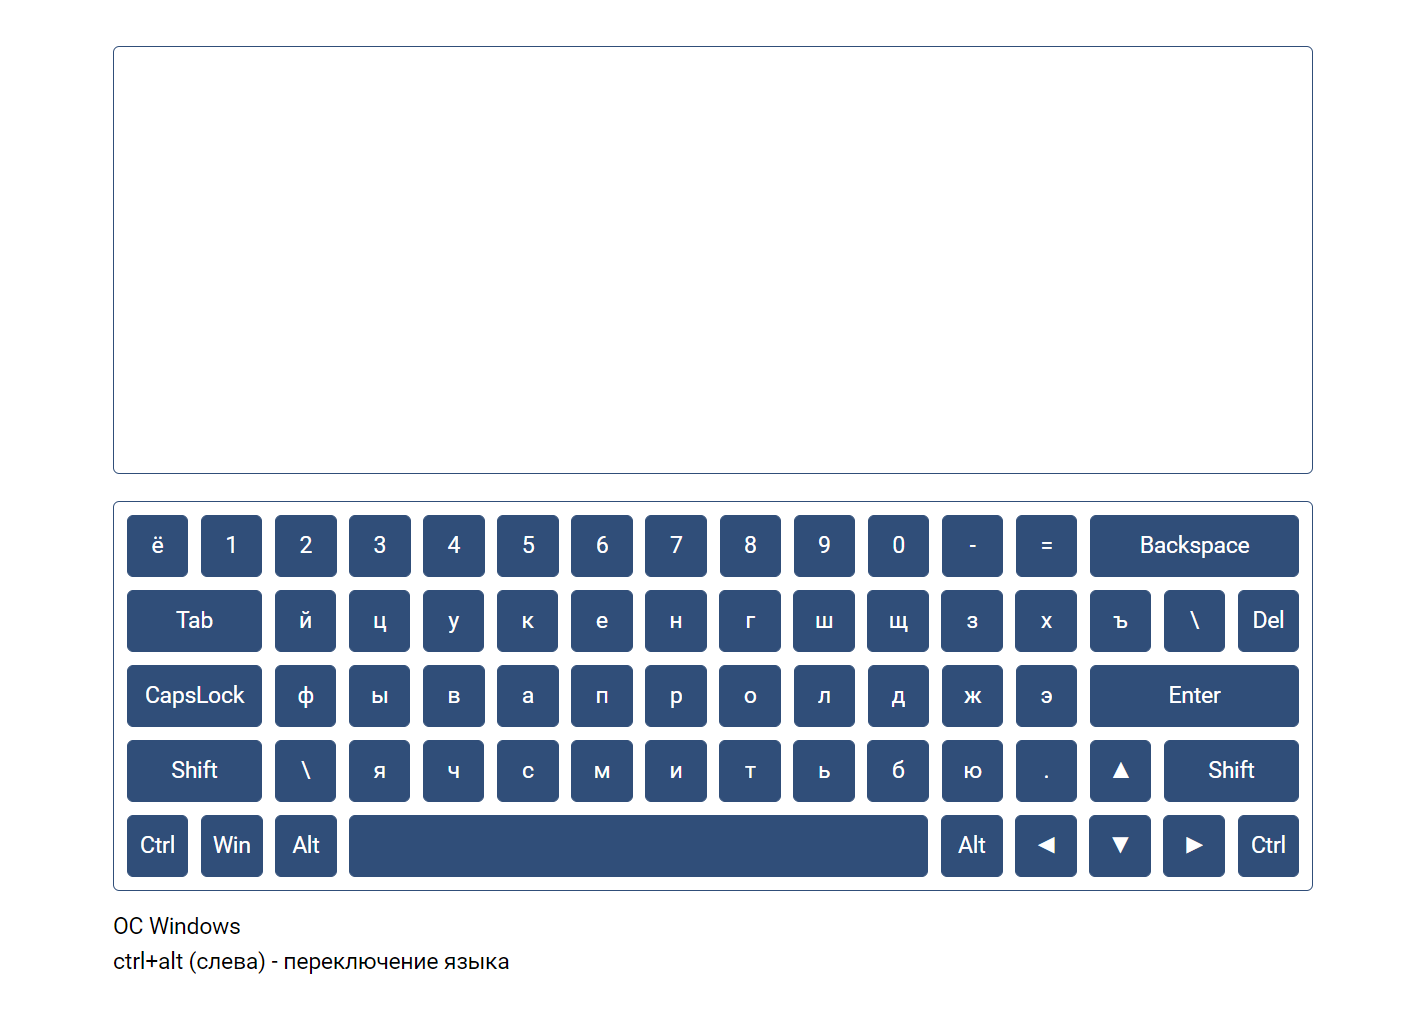 ё 1 2 3 4 5 6 7 8 9 0 - = Backspace
Tab й ц у к е н г ш щ з х ъ \ Del
CapsLock ф ы в а п р о л д ж э Enter
Shift \ я ч с м и т ь б ю . ▲ Shift
Ctrl Win Alt Alt ◄ ▼ ► Ctrl
ОС Windows
ctrl+alt (слева) - переключение языка